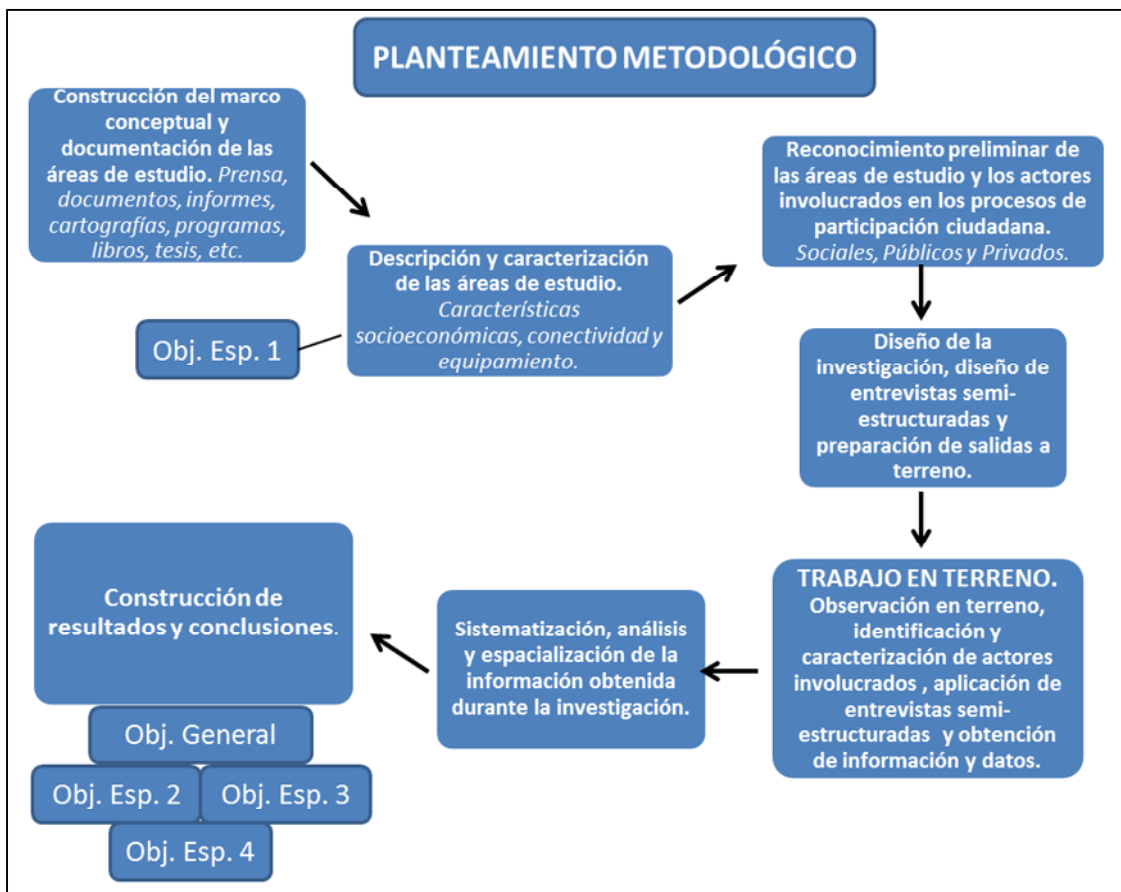 PLANTEAMIENTO METODOLÓGICO
Construcción del marco
conceptual y
documentación de las
áreas de estudio. Prensa,
documentos, informes,
cartografías, programas,
libros, tesis, etc.
Descripción y caracterización
de las áreas de estudio.
Características
socioeconómicas, conectividad y
equipamiento.
Obj. Esp. 1
Reconocimiento preliminar de
las áreas de estudio y los actores
involucrados en los procesos de
participación ciudadana.
Sociales, Públicos y Privados.
Diseño de la
investigación, diseño de
entrevistas semi-
estructuradas y
preparación de salidas a
terreno.
TRABAJO EN TERRENO.
Observación en terreno,
identificación y
caracterización de actores
involucrados , aplicación de
entrevistas semi-
estructuradas y obtención
de información y datos.
Sistematización, análisis
y espacialización de la
información obtenida
durante la investigación.
Construcción de
resultados y conclusiones.
Obj. General
Obj. Esp. 2
Obj. Esp. 3
Obj. Esp. 4